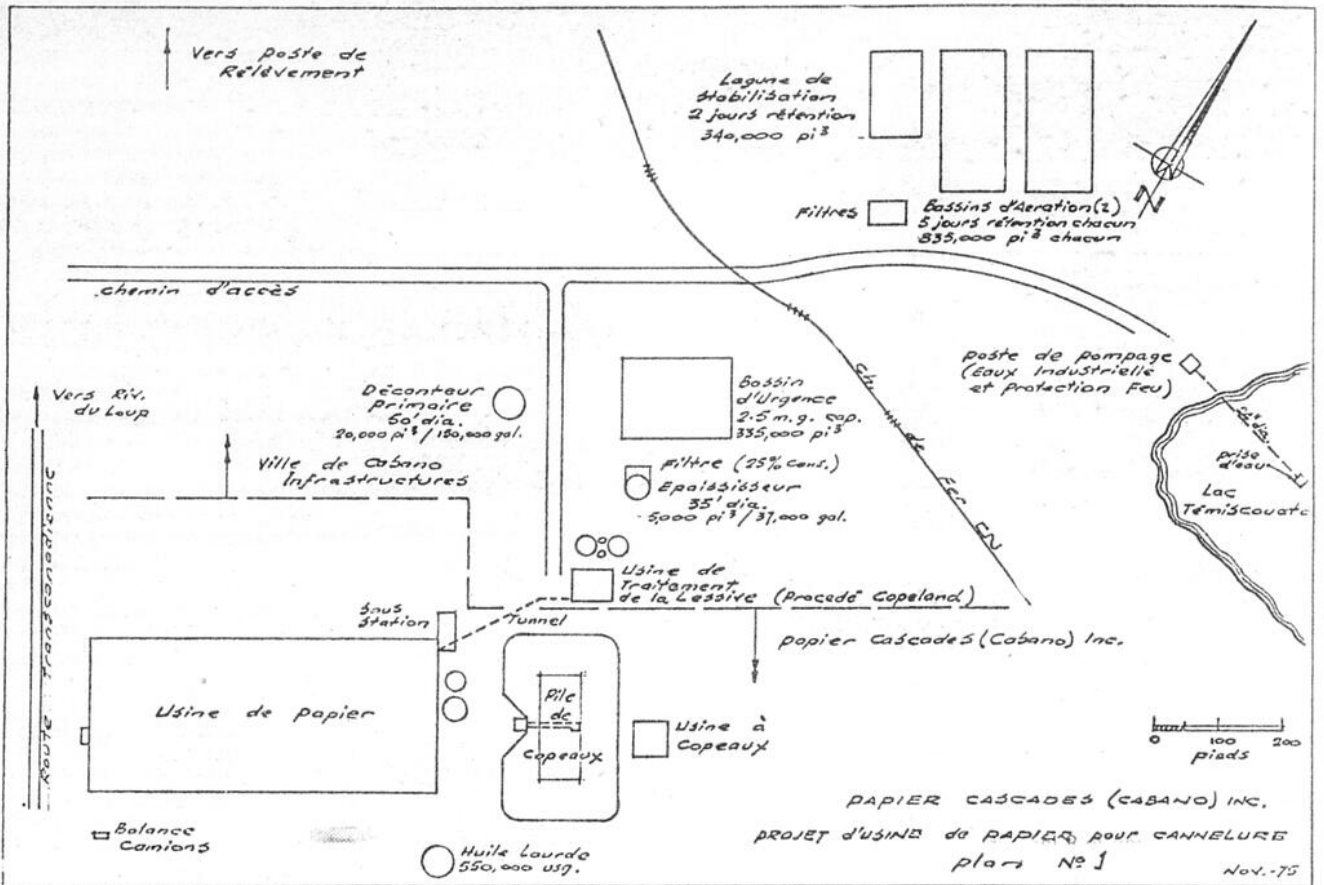 Vers poste de
Rélèvement
Lagune de
Stabilisation
2 jours rétention
340,000 pi³
Filtres
Bassins d'Aeration(2)
5 jours rétention chacun
835,000 pi³ chacun
N
chemin d'accès
Vers Riv.
du Loup
Décanteur
Primaire
50' dia.
20,000 pi³ / 150,000 gal.
Bassin
d'Urgence
2.5 m.g. cap.
335,000 pi³
Ch. de Fer CN
poste de pompage
(Eaux Industrielle
et Protection Feu)
prise
d'eau
Lac
Témiscouata
Ville de Cabano
Infrastructures
Filtre (25% cons.)
Epaississeur
35' dia.
5,000 pi³ / 37,000 gal.
Route Transcanadienne
Usine de
Traitement
de la Lessive (Procedé Copeland)
Sous
Station
Tunnel
papier Cascades (Cabano) Inc.
Usine de papier
Pile
de
Copeaux
Usine à
Copeaux
0 100 200
pieds
Balance
Camions
Huile Lourde
550,000 usg.
PAPIER CASCADES (CABANO) INC.
PROJET d'USINE de PAPIER pour CANNELURE
plan Nº 1
Nov.-75